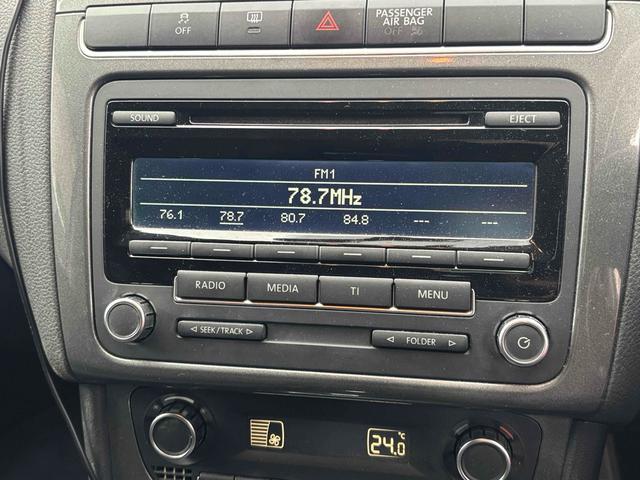 OFF PASSENGER
AIR BAG
OFF
SOUND EJECT
FM1
78.7MHz
76.1 78.7 80.7 84.8 --- ---
RADIO MEDIA TI MENU
SEEK/TRACK FOLDER
24.0 °C